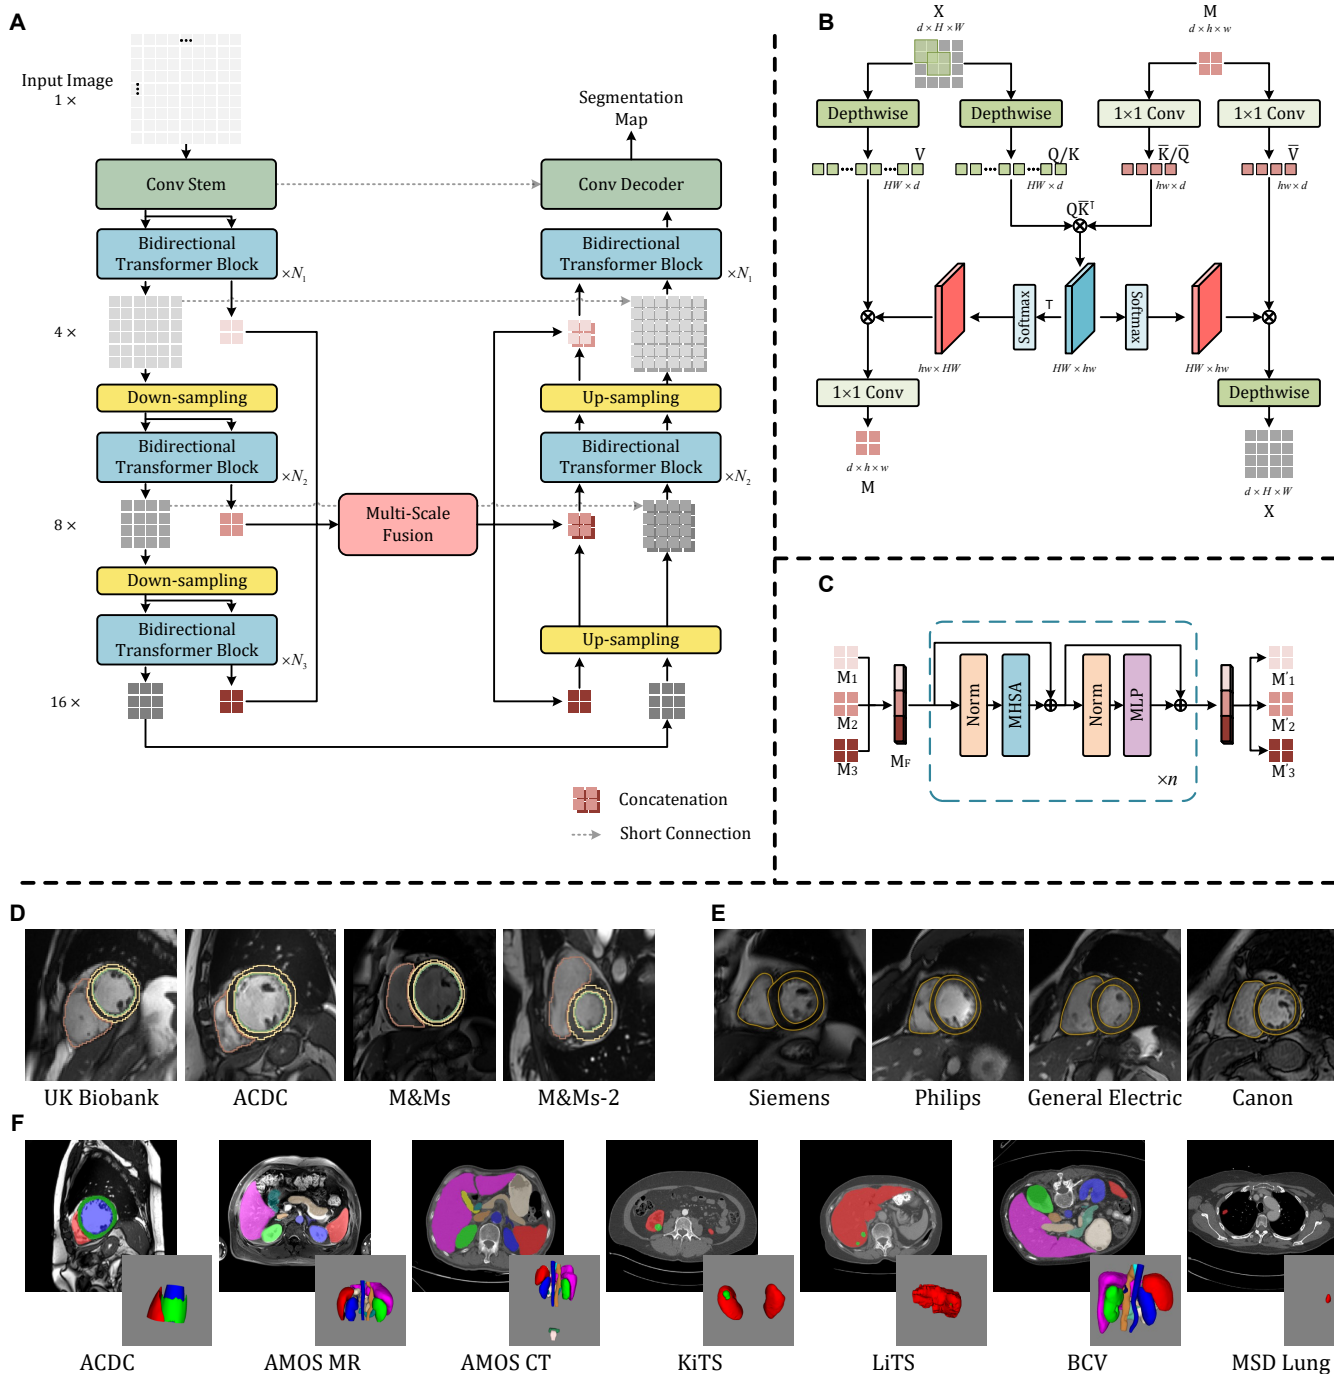 A
Input Image
1 ×
Segmentation
Map
Conv Stem
Conv Decoder
Bidirectional
Transformer Block
×N₁
Bidirectional
Transformer Block
×N₁
4 ×
Down-sampling
Up-sampling
Bidirectional
Transformer Block
×N₂
Bidirectional
Transformer Block
×N₂
8 ×
Multi-Scale
Fusion
Down-sampling
Bidirectional
Transformer Block
×N₃
Up-sampling
16 ×
Concatenation
Short Connection
B
X
d × H × W
M
d × h × w
Depthwise
Depthwise
1×1 Conv
1×1 Conv
V
Q/K
K̅/Q̅
V̅
HW × d
HW × d
hw × d
hw × d
QK̅ᵀ
Softmax
T
Softmax
hw × HW
HW × hw
HW × hw
1×1 Conv
Depthwise
d × h × w
M
d × H × W
X
C
M1
M2
M3
MF
Norm
MHSA
Norm
MLP
×n
M'1
M'2
M'3
D
UK Biobank
ACDC
M&Ms
M&Ms-2
E
Siemens
Philips
General Electric
Canon
F
ACDC
AMOS MR
AMOS CT
KiTS
LiTS
BCV
MSD Lung